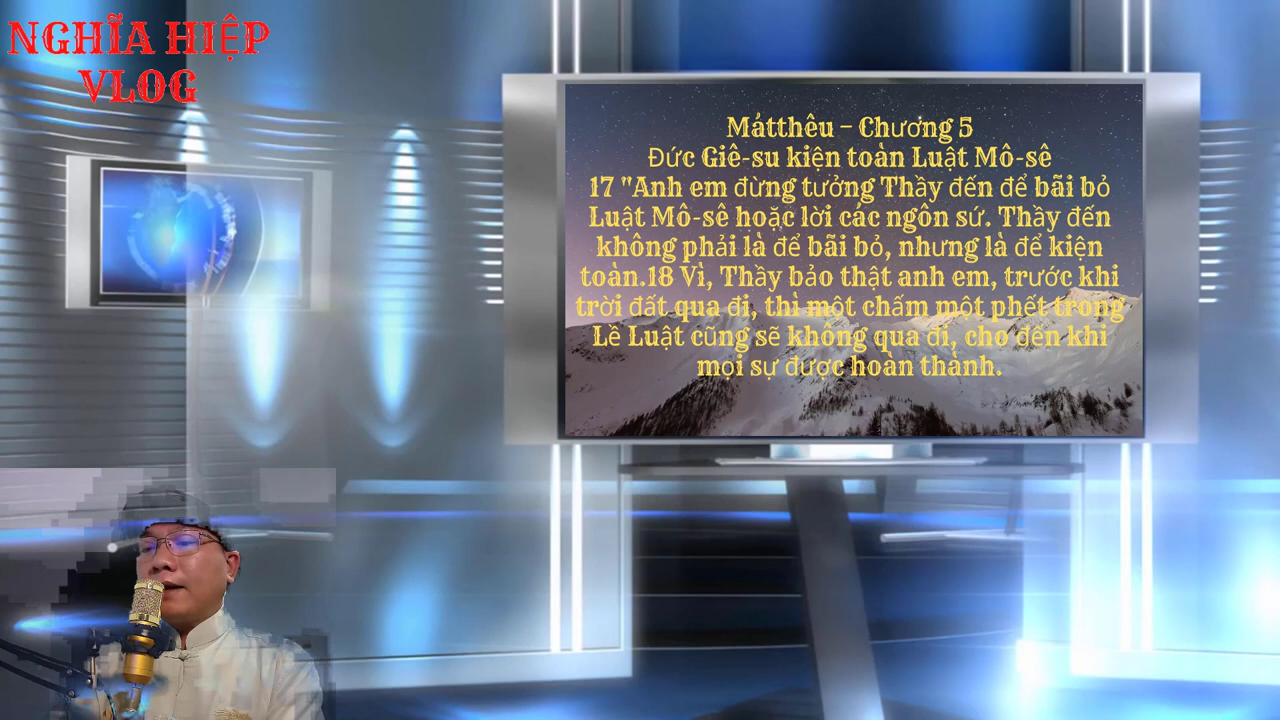 NGHĨA HIỆP
VLOG
Mátthêu – Chương 5
Đức Giê-su kiện toàn Luật Mô-sê
17 "Anh em đừng tưởng Thầy đến để bãi bỏ
Luật Mô-sê hoặc lời các ngôn sứ. Thầy đến
không phải là để bãi bỏ, nhưng là để kiện
toàn.18 Vì, Thầy bảo thật anh em, trước khi
trời đất qua đi, thì một chấm một phết trong
Lề Luật cũng sẽ không qua đi, cho đến khi
mọi sự được hoàn thành.